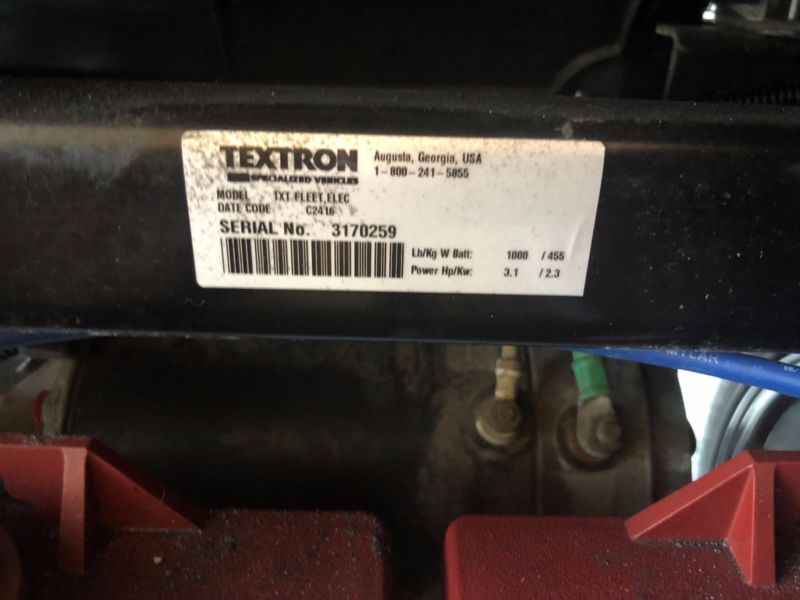 TEXTRON
SPECIALIZED VEHICLES
Augusta, Georgia, USA
1-800-241-5855
MODEL TXT FLEET,ELEC
DATE CODE C2416
SERIAL No. 3170259
Lb/Kg W Batt: 1000 / 455
Power Hp/Kw: 3.1 / 2.3